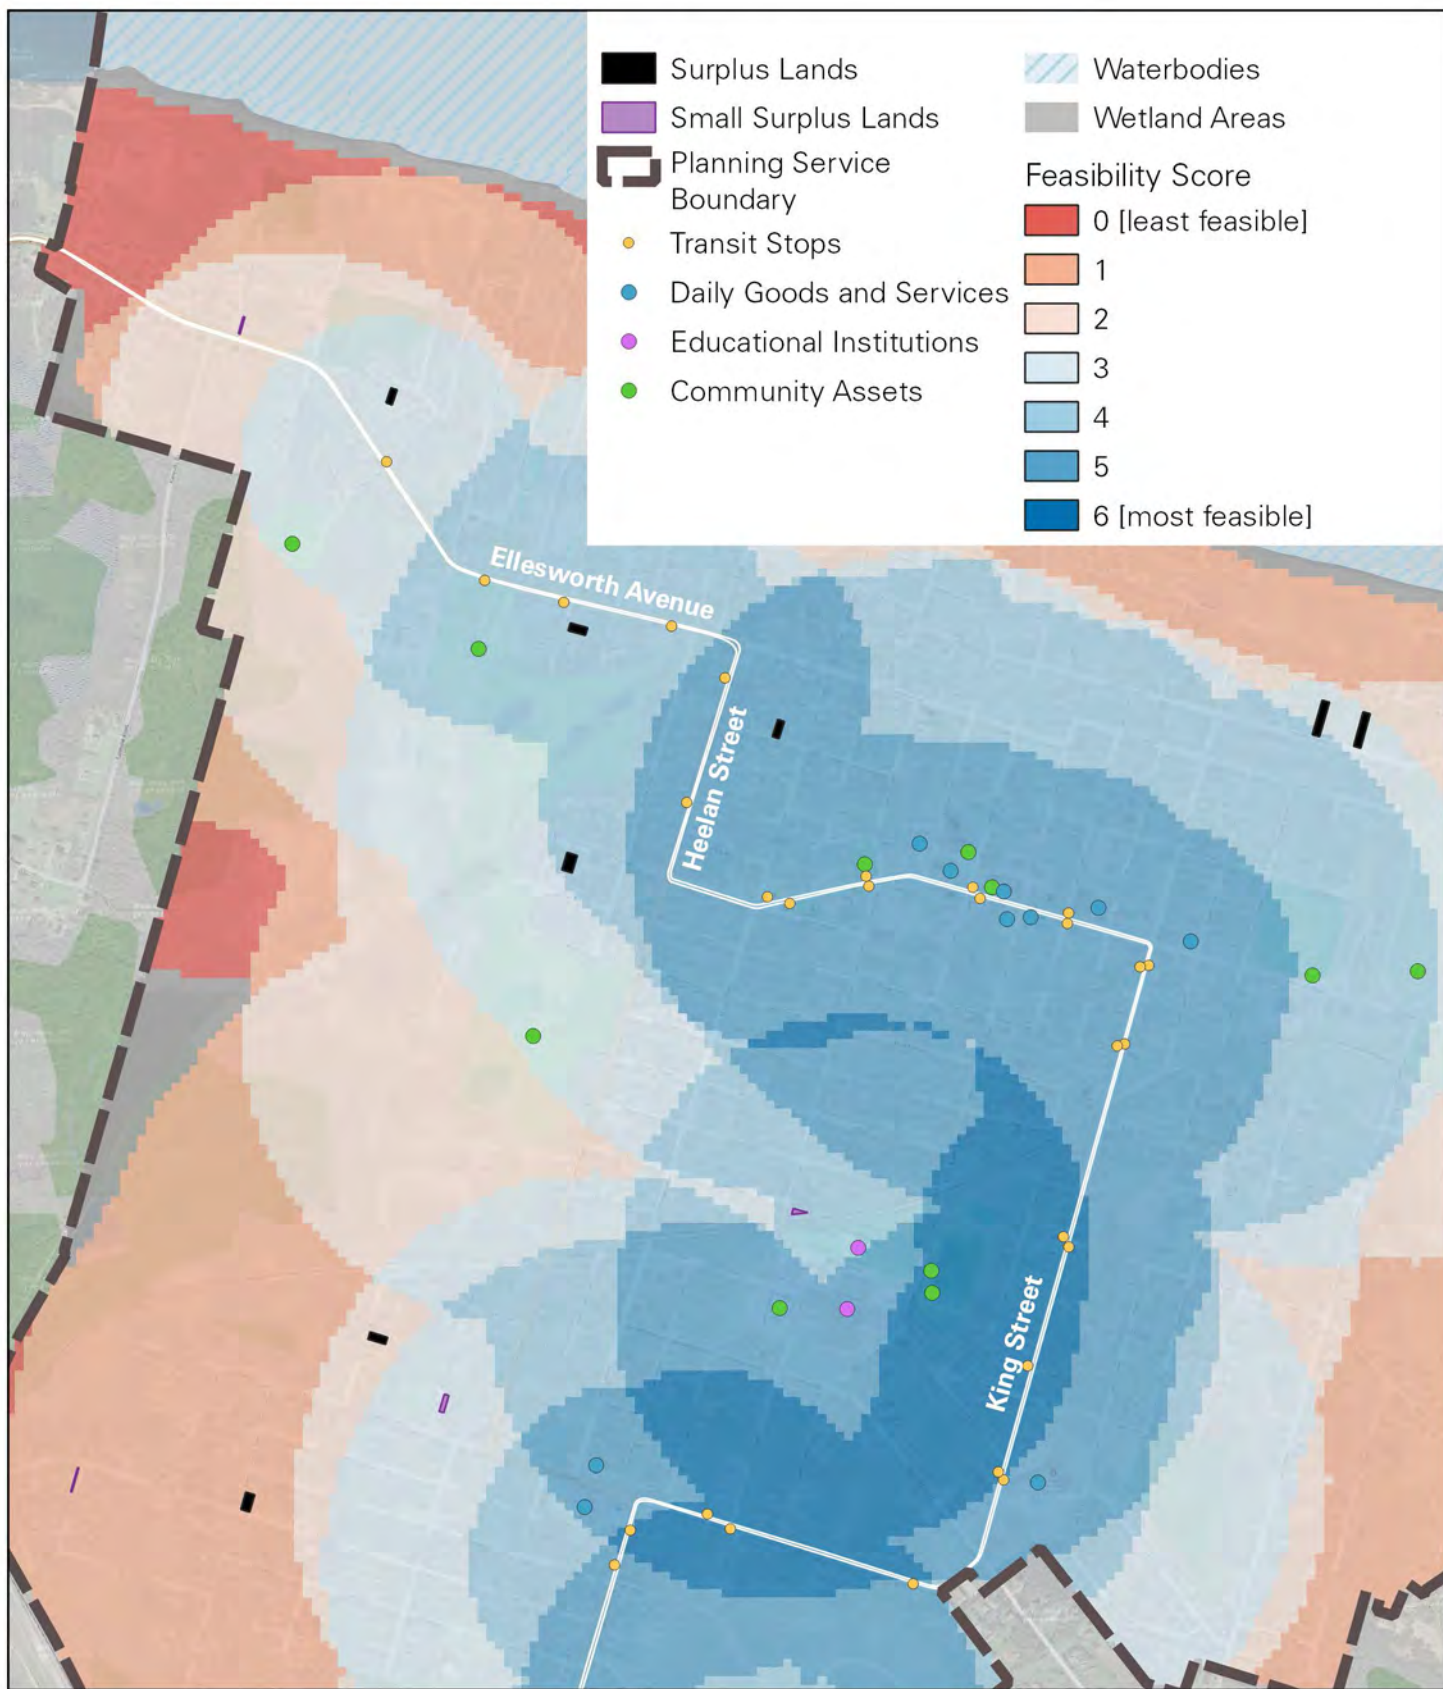 Surplus Lands
Small Surplus Lands
Planning Service
Boundary
Transit Stops
Daily Goods and Services
Educational Institutions
Community Assets
Waterbodies
Wetland Areas
Feasibility Score
0 [least feasible]
1
2
3
4
5
6 [most feasible]
Ellesworth Avenue
Heelan Street
King Street